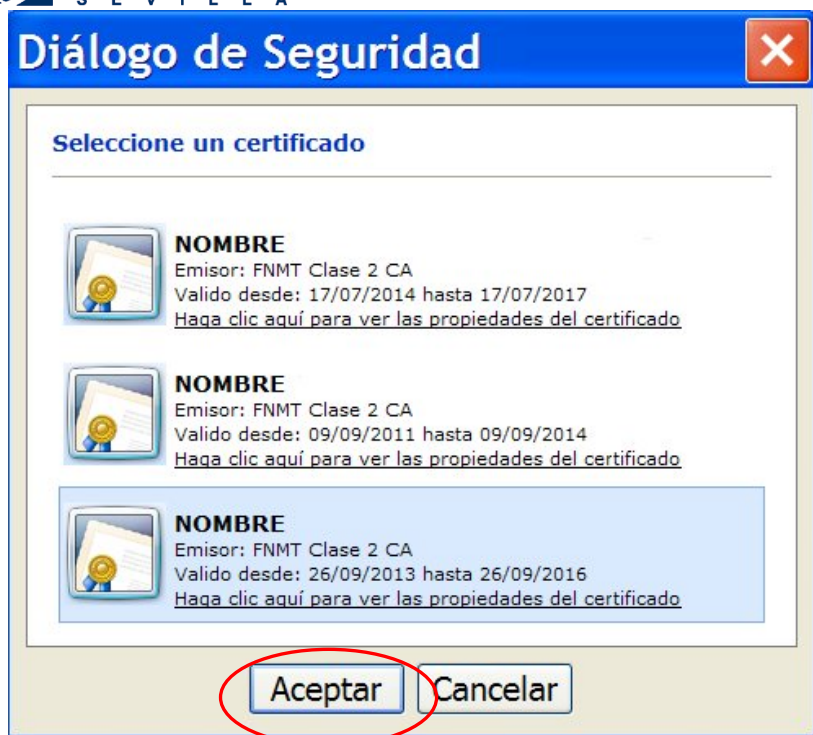 SEVILLA
Diálogo de Seguridad
Seleccione un certificado
NOMBRE
Emisor: FNMT Clase 2 CA
Valido desde: 17/07/2014 hasta 17/07/2017
Haga clic aquí para ver las propiedades del certificado
NOMBRE
Emisor: FNMT Clase 2 CA
Valido desde: 09/09/2011 hasta 09/09/2014
Haga clic aquí para ver las propiedades del certificado
NOMBRE
Emisor: FNMT Clase 2 CA
Valido desde: 26/09/2013 hasta 26/09/2016
Haga clic aquí para ver las propiedades del certificado
Aceptar Cancelar